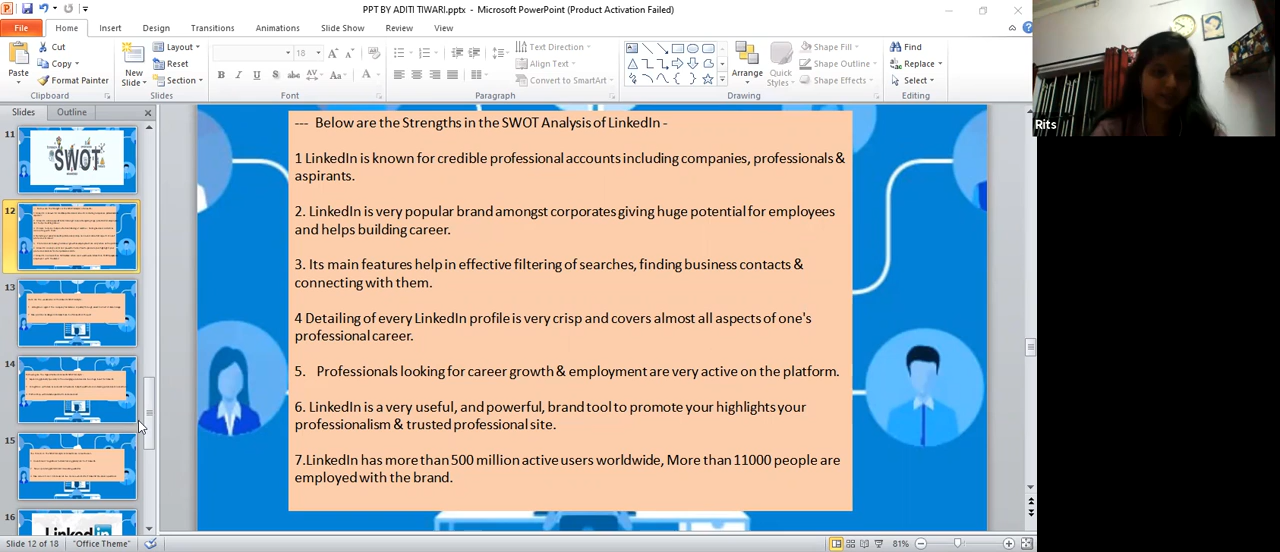 PPT BY ADITI TIWARI.pptx - Microsoft PowerPoint (Product Activation Failed)
File Home Insert Design Transitions Animations Slide Show Review View
Paste
Cut
Copy
Format Painter
Clipboard
New Slide
Layout
Reset
Section
Slides
18
Font
Text Direction
Align Text
Convert to SmartArt
Paragraph
Arrange
Quick Styles
Shape Fill
Shape Outline
Shape Effects
Drawing
Find
Replace
Select
Editing
Rits
Slides Outline
11
SWOT
12
13
14
15
16
Linkedin
--- Below are the Strengths in the SWOT Analysis of LinkedIn -
1 LinkedIn is known for credible professional accounts including companies, professionals &
aspirants.
2. LinkedIn is very popular brand amongst corporates giving huge potential for employees
and helps building career.
3. Its main features help in effective filtering of searches, finding business contacts &
connecting with them.
4 Detailing of every LinkedIn profile is very crisp and covers almost all aspects of one's
professional career.
5. Professionals looking for career growth & employment are very active on the platform.
6. LinkedIn is a very useful, and powerful, brand tool to promote your highlights your
professionalism & trusted professional site.
7.LinkedIn has more than 500 million active users worldwide, More than 11000 people are
employed with the brand.
Slide 12 of 18 "Office Theme" 81%